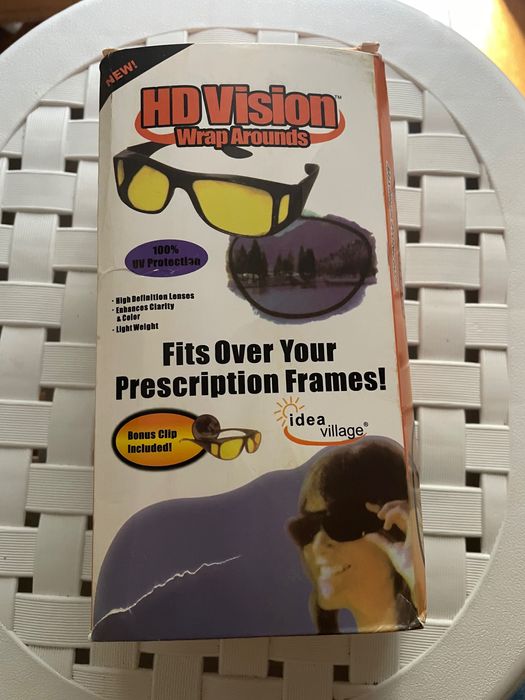 NEW!
HD Vision™
Wrap Arounds
100%
UV Protection
· High Definition Lenses
· Enhances Clarity
& Color
· Light Weight
Fits Over Your
Prescription Frames!
Bonus Clip
Included!
idea
village®